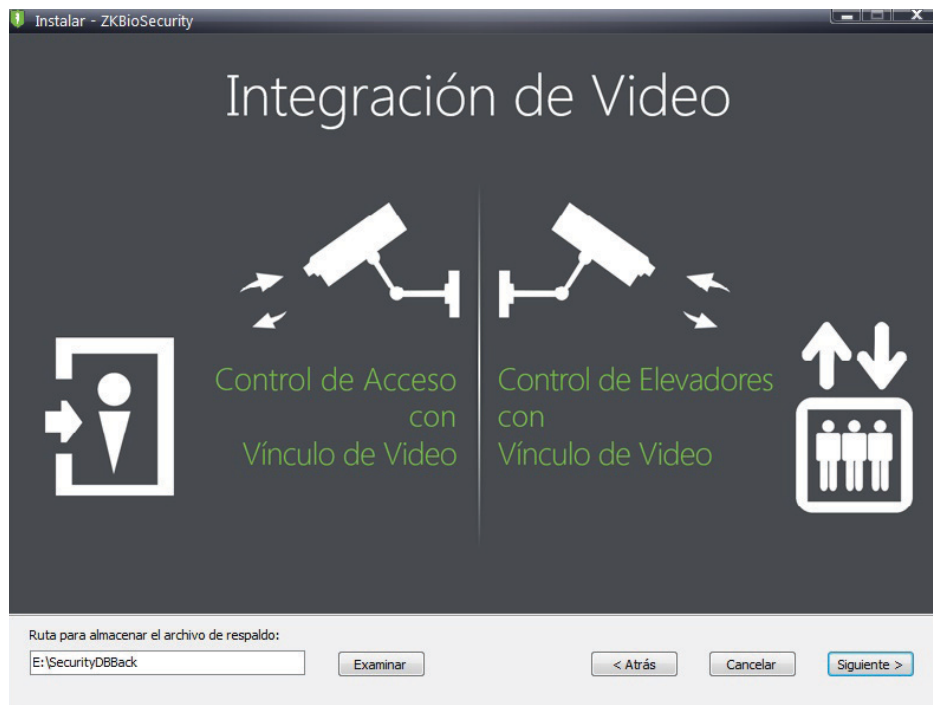 Instalar - ZKBioSecurity
Integración de Video
Control de Acceso
con
Vínculo de Video
Control de Elevadores
con
Vínculo de Video
Ruta para almacenar el archivo de respaldo:
E:\SecurityDBBack
Examinar
< Atrás
Cancelar
Siguiente >